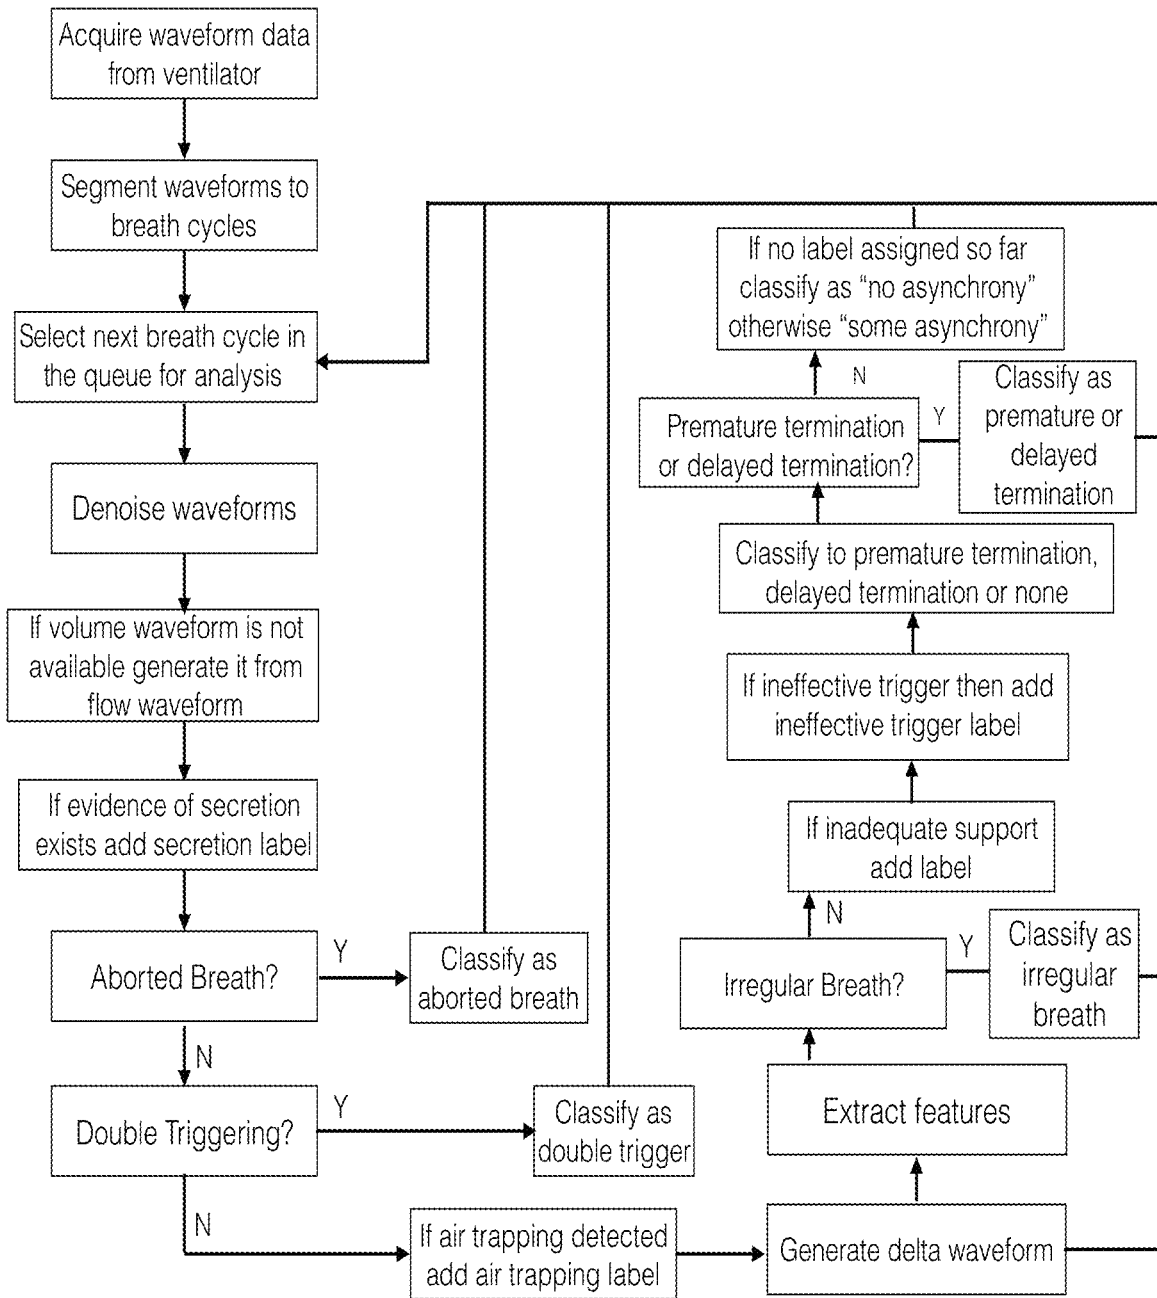 Acquire waveform data
from ventilator
Segment waveforms to
breath cycles
Select next breath cycle in
the queue for analysis
Denoise waveforms
If volume waveform is not
available generate it from
flow waveform
If evidence of secretion
exists add secretion label
Aborted Breath?
Y
Classify as
aborted breath
N
Double Triggering?
Y
Classify as
double trigger
N
If air trapping detected
add air trapping label
Generate delta waveform
Extract features
Irregular Breath?
Y
Classify as
irregular
breath
N
If inadequate support
add label
If ineffective trigger then add
ineffective trigger label
Classify to premature termination,
delayed termination or none
Premature termination
or delayed termination?
Y
Classify as
premature or
delayed
termination
N
If no label assigned so far
classify as “no asynchrony”
otherwise “some asynchrony”